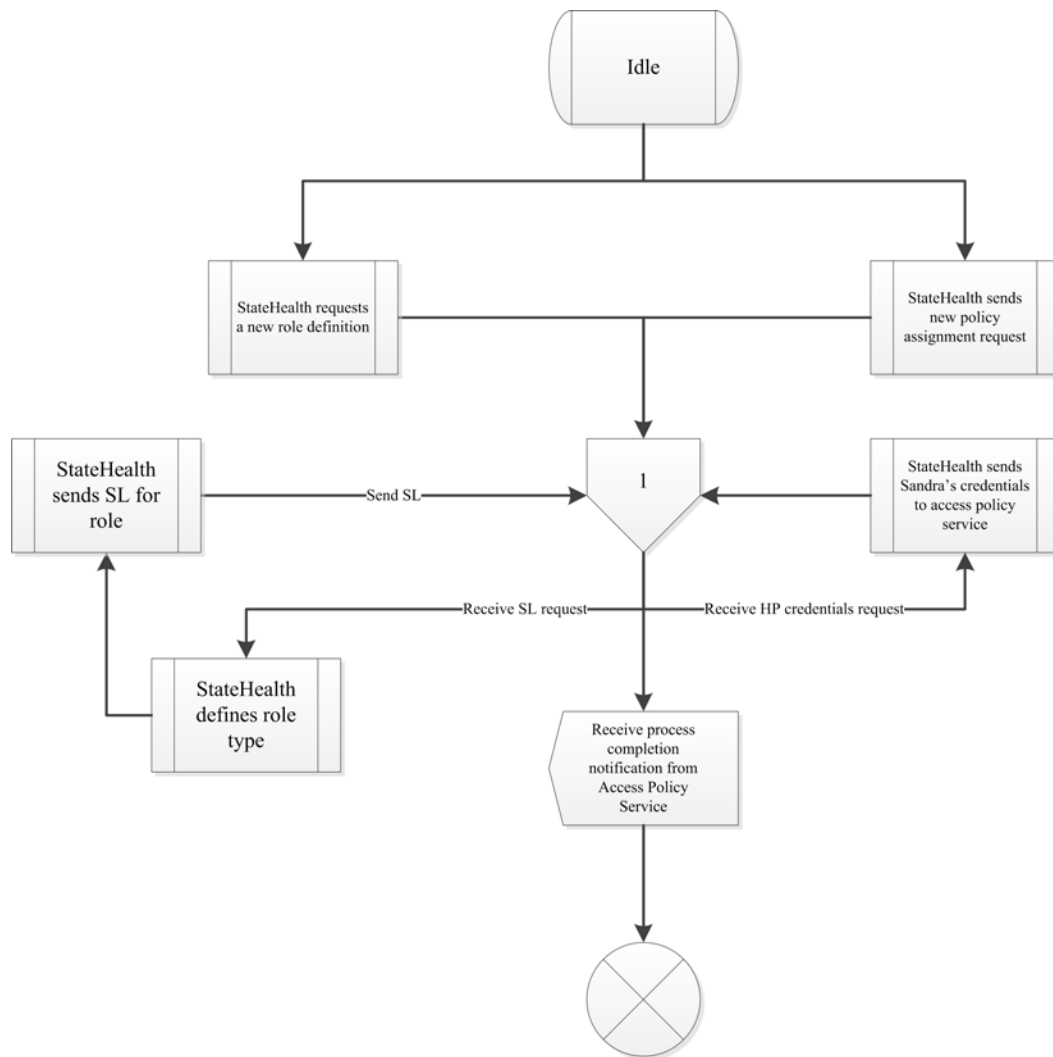 Idle
StateHealth requests
a new role definition
StateHealth sends
new policy
assignment request
StateHealth
sends SL for
role
Send SL
1
StateHealth sends
Sandra’s credentials
to access policy
service
Receive SL request
Receive HP credentials request
StateHealth
defines role
type
Receive process
completion
notification from
Access Policy
Service